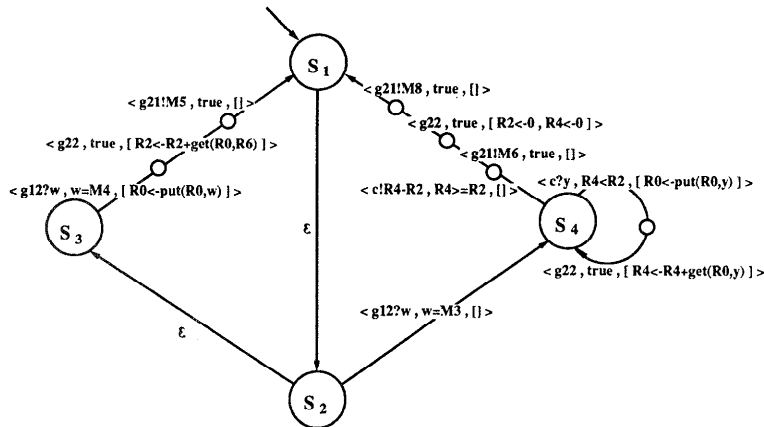 S1
< g21!M5 , true , [] >
< g21!M8 , true , [] >
< g22 , true , [ R2<-R2+get(R0,R6) ] >
< g22 , true , [ R2<-0 , R4<-0 ] >
< g21!M6 , true , [] >
< g12?w , w=M4 , [ R0<-put(R0,w) ] >
< c!R4-R2 , R4>=R2 , [] >
< c?y , R4<R2 , [ R0<-put(R0,y) ] >
S3
S4
ε
< g22 , true , [ R4<-R4+get(R0,y) ] >
< g12?w , w=M3 , [] >
ε
S2